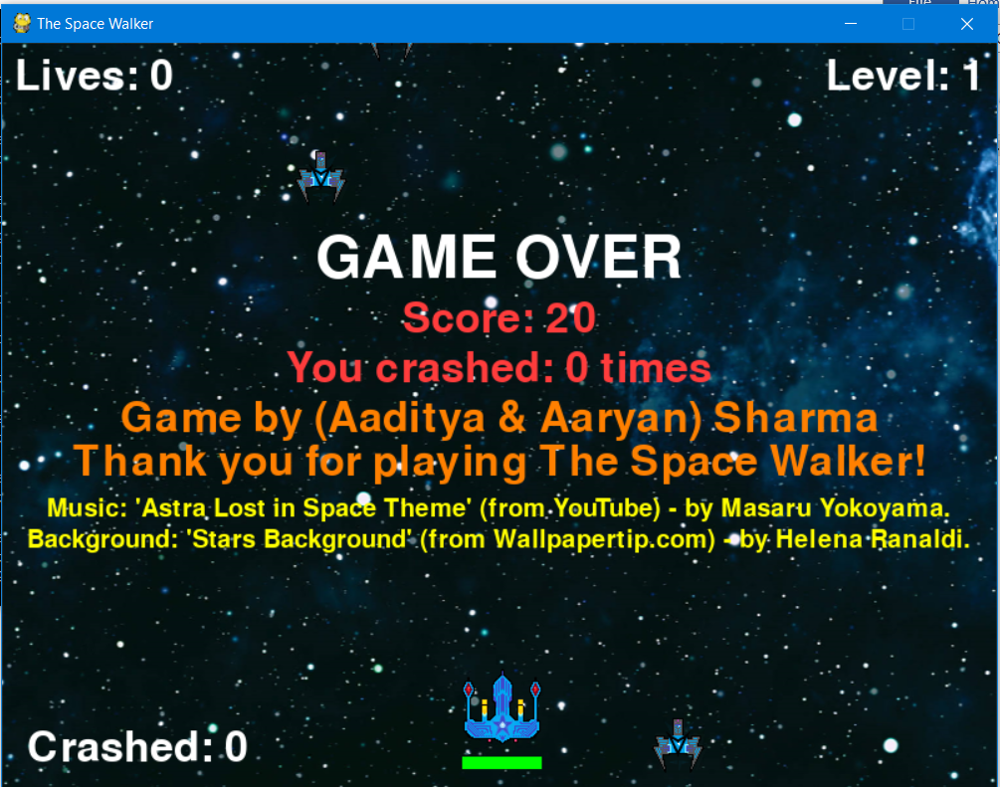 The Space Walker
Lives: 0
Level: 1
GAME OVER
Score: 20
You crashed: 0 times
Game by (Aaditya & Aaryan) Sharma
Thank you for playing The Space Walker!
Music: 'Astra Lost in Space Theme' (from YouTube) - by Masaru Yokoyama.
Background: 'Stars Background' (from Wallpapertip.com) - by Helena Ranaldi.
Crashed: 0